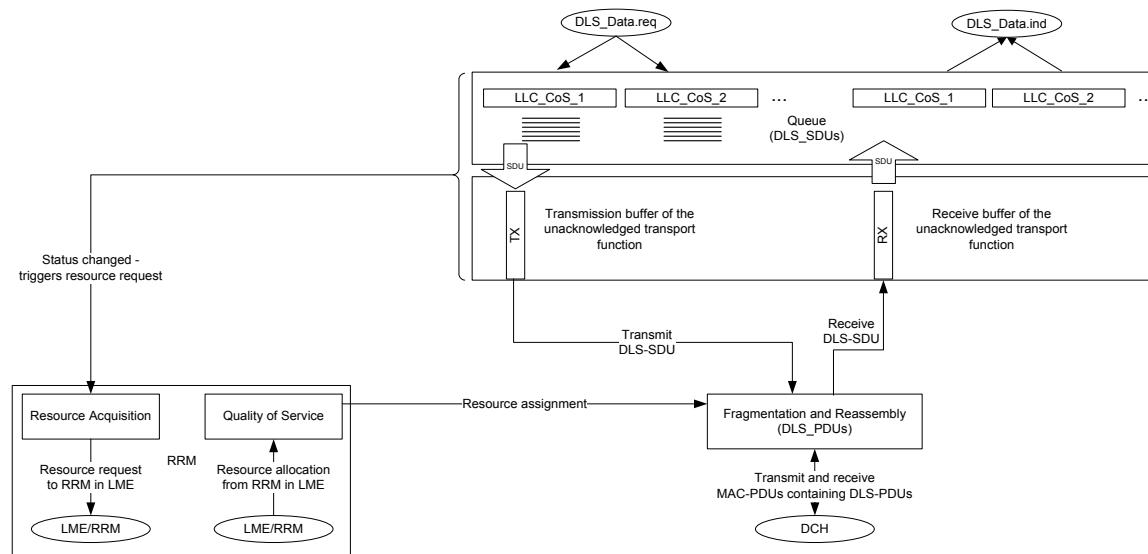 DLS_Data.req
DLS_Data.ind
LLC_CoS_1
LLC_CoS_2
...
LLC_CoS_1
LLC_CoS_2
...
Queue
(DLS_SDUs)
SDU
SDU
TX
Transmission buffer of the
unacknowledged transport
function
RX
Receive buffer of the
unacknowledged transport
function
Status changed -
triggers resource request
Transmit
DLS-SDU
Receive
DLS-SDU
Resource Acquisition
Quality of Service
Resource assignment
Fragmentation and Reassembly
(DLS_PDUs)
RRM
Resource request
to RRM in LME
Resource allocation
from RRM in LME
Transmit and receive
MAC-PDUs containing DLS-PDUs
LME/RRM
LME/RRM
DCH